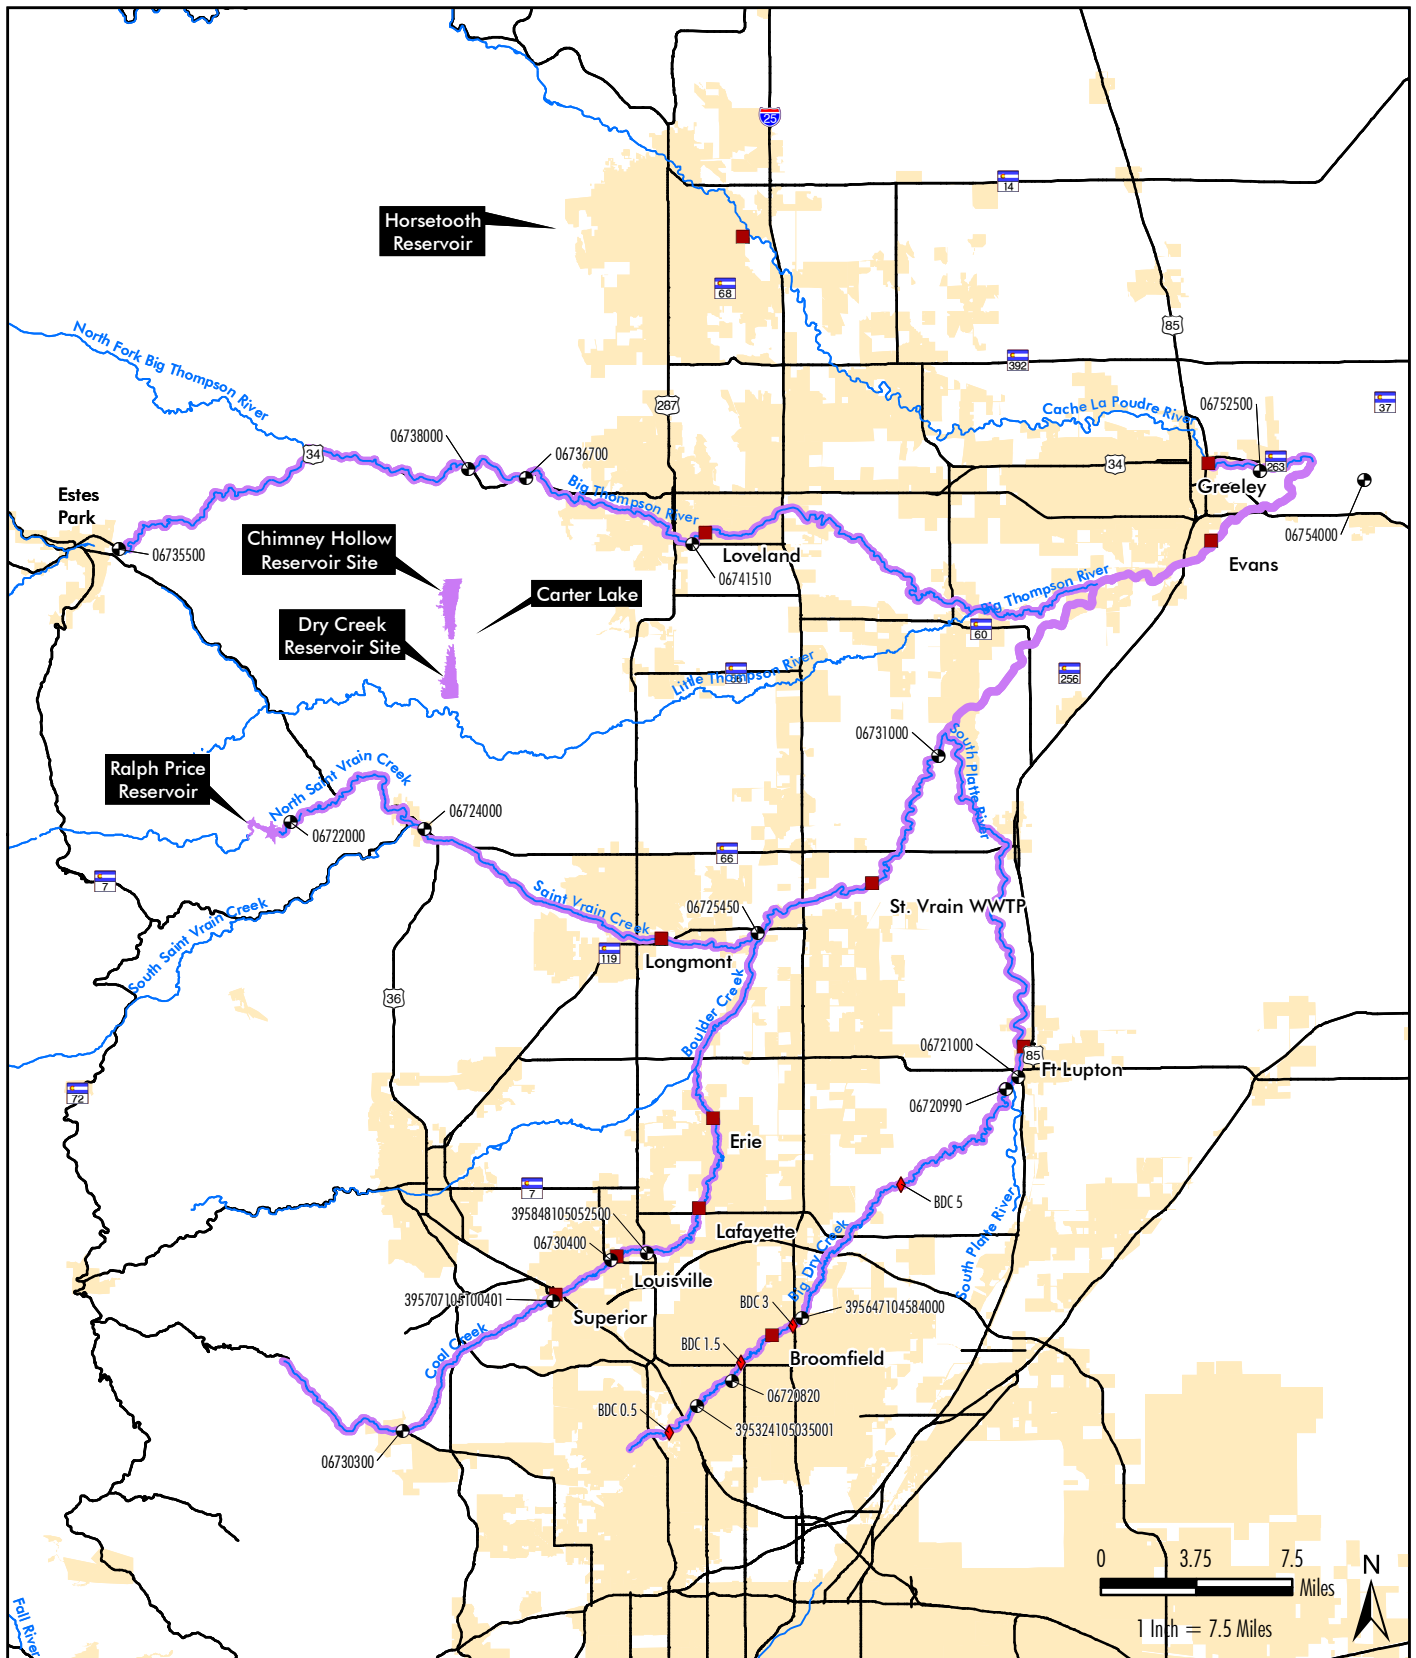 25
14
Horsetooth
Reservoir
68
85
North Fork Big Thompson River
392
37
287
06752500
Cache La Poudre River
06738000
06736700
34
34
263
Greeley
Big Thompson River
Estes
Park
06754000
Chimney Hollow
Reservoir Site
06735500
Loveland
Evans
06741510
Big Thompson River
Carter Lake
Dry Creek
Reservoir Site
60
Little Thompson River
56
256
06731000
South Platte River
Ralph Price
Reservoir
North Saint Vrain Creek
06724000
06722000
66
7
Saint Vrain Creek
06725450
St. Vrain WWTP
South Saint Vrain Creek
119
Longmont
36
Boulder Creek
06721000
85
Ft Lupton
72
06720990
Erie
7
BDC 5
395848105052500
Lafayette
06730400
Big Dry Creek
South Platte River
Louisville
395707105100401
BDC 3
395647104584000
Superior
Coal Creek
BDC 1.5
Broomfield
06720820
BDC 0.5
395324105035001
06730300
0 3.75 7.5
Miles
N
1 Inch = 7.5 Miles
Fall River